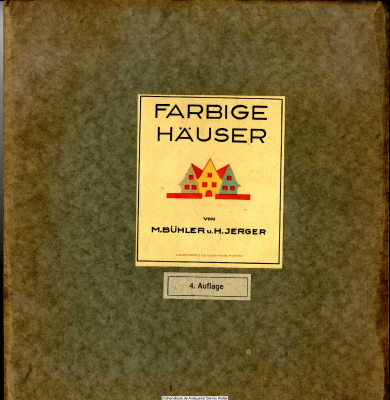 FARBIGE
HÄUSER
VON
M.BÜHLER u.H.JERGER
4. Auflage